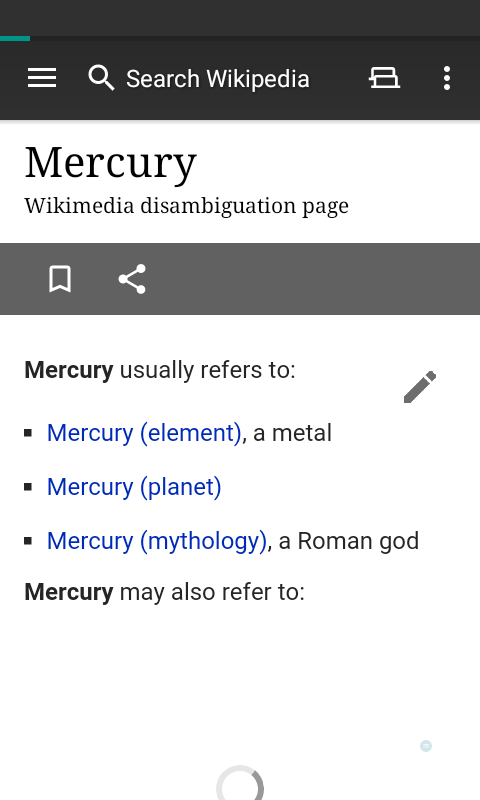 Search Wikipedia
Mercury
Wikimedia disambiguation page
Mercury usually refers to:
▪ Mercury (element), a metal
▪ Mercury (planet)
▪ Mercury (mythology), a Roman god
Mercury may also refer to: